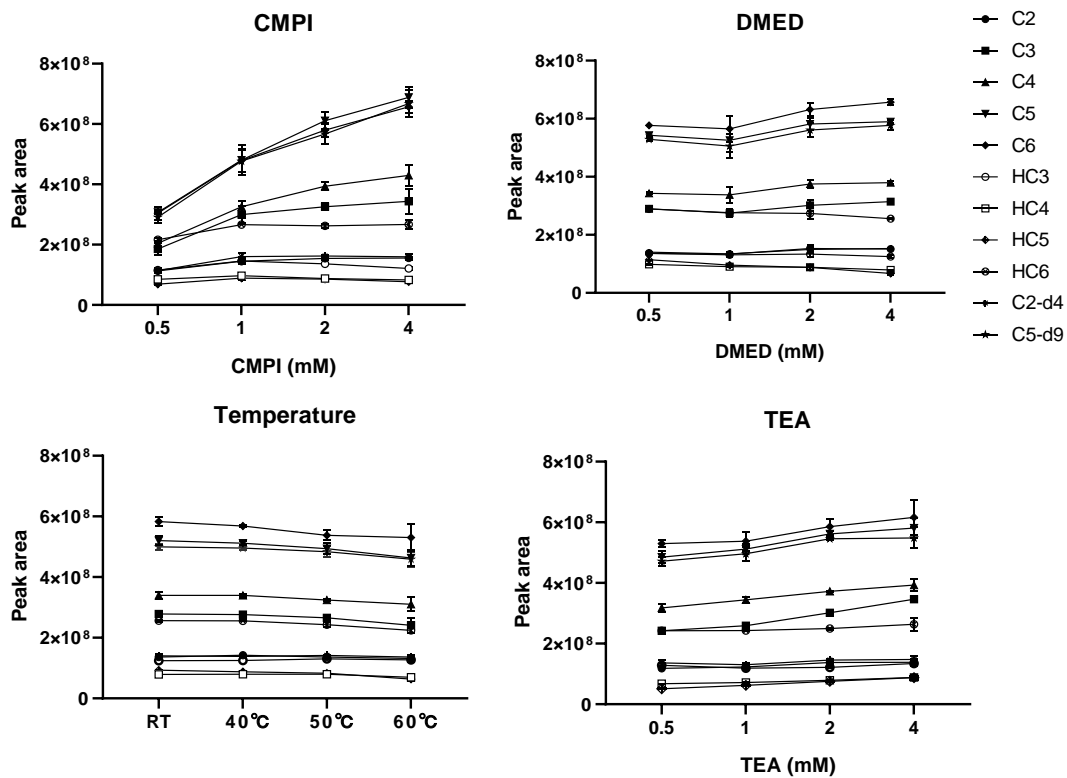 CMPI
8×10⁸
6×10⁸
4×10⁸
2×10⁸
0
Peak area
0.5 1 2 4
CMPI (mM)
DMED
8×10⁸
6×10⁸
4×10⁸
2×10⁸
0
Peak area
0.5 1 2 4
DMED (mM)
C2
C3
C4
C5
C6
HC3
HC4
HC5
HC6
C2-d4
C5-d9
Temperature
8×10⁸
6×10⁸
4×10⁸
2×10⁸
0
Peak area
RT 40℃ 50℃ 60℃
TEA
8×10⁸
6×10⁸
4×10⁸
2×10⁸
0
Peak area
0.5 1 2 4
TEA (mM)